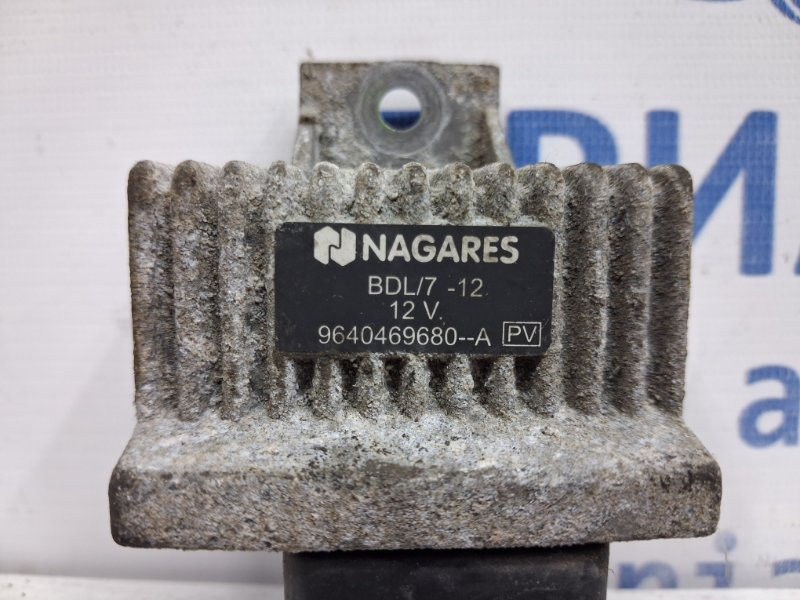 NAGARES
BDL/7 -12
12 V.
9640469680--A PV